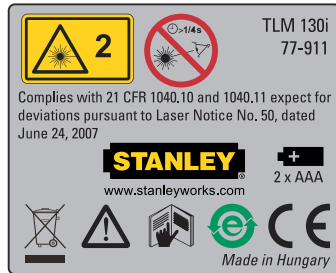 2
>1/4s
TLM 130i
77-911
Complies with 21 CFR 1040.10 and 1040.11 expect for
deviations pursuant to Laser Notice No. 50, dated
June 24, 2007
STANLEY®
www.stanleyworks.com
+
2 x AAA
e
CE
Made in Hungary